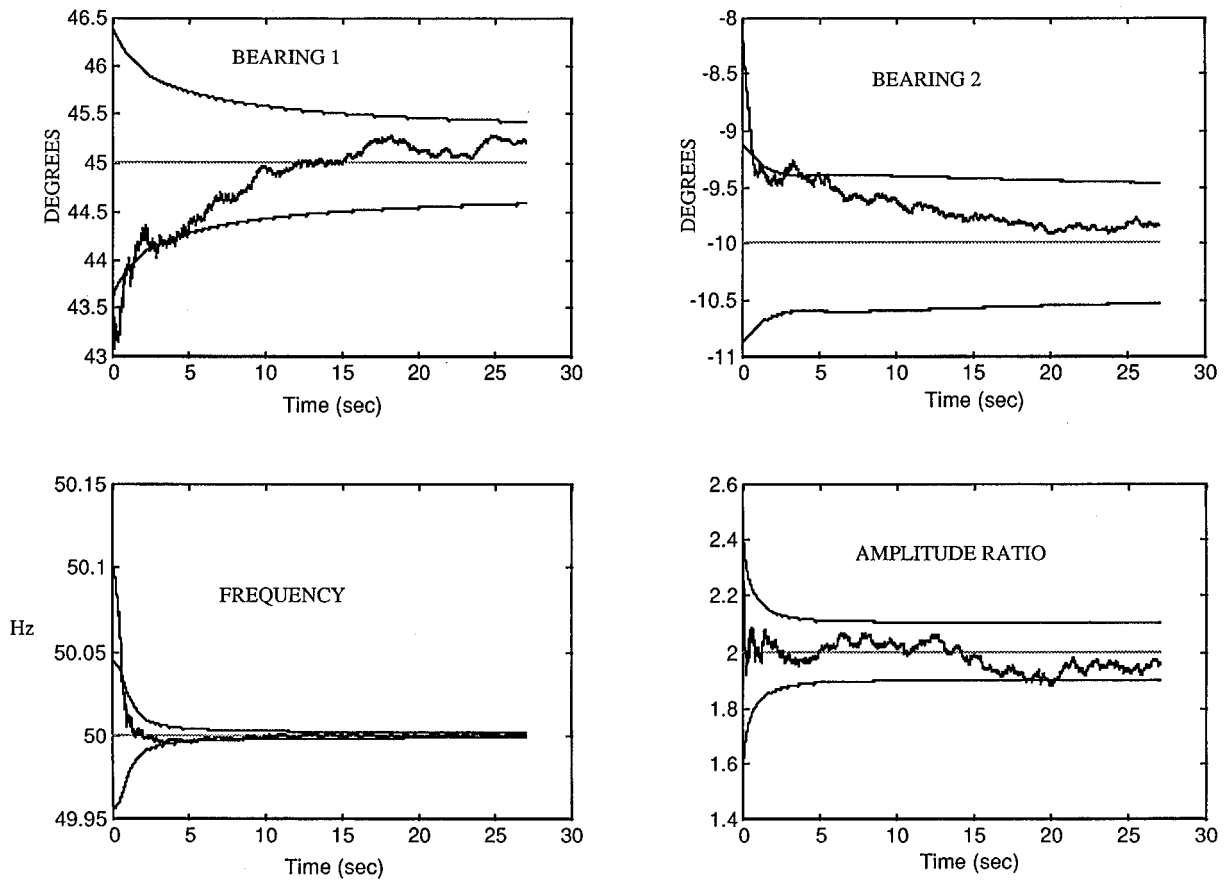 46.5
46
45.5
45
44.5
44
43.5
43
DEGREES
BEARING 1
0 5 10 15 20 25 30
Time (sec)
-8
-8.5
-9
-9.5
-10
-10.5
-11
DEGREES
BEARING 2
0 5 10 15 20 25 30
Time (sec)
50.15
50.1
50.05
50
49.95
Hz
FREQUENCY
0 5 10 15 20 25 30
Time (sec)
2.6
2.4
2.2
2
1.8
1.6
1.4
AMPLITUDE RATIO
0 5 10 15 20 25 30
Time (sec)